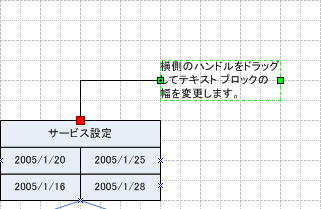 横側のハンドルをドラッグ
してテキスト ブロックの
幅を変更します。
サービス設定
2005/1/20 2005/1/25
2005/1/16 2005/1/28